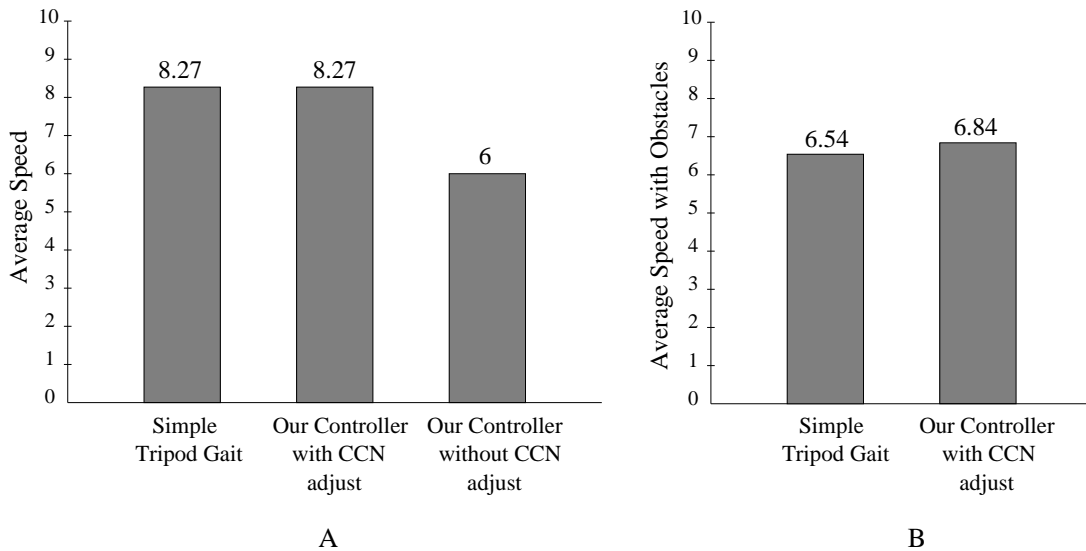 Average Speed
10
9
8
7
6
5
4
3
2
1
0
8.27
8.27
6
Simple
Tripod Gait
Our Controller
with CCN
adjust
Our Controller
without CCN
adjust
A
Average Speed with Obstacles
10
9
8
7
6
5
4
3
2
1
0
6.54
6.84
Simple
Tripod Gait
Our Controller
with CCN
adjust
B